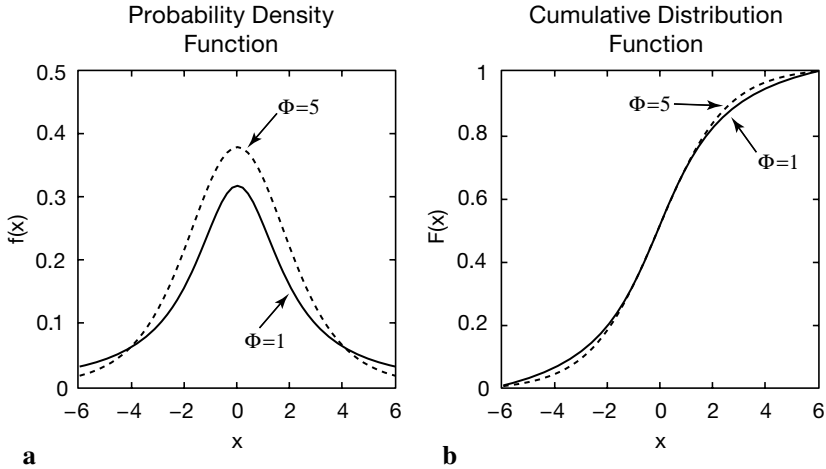 Probability Density
Function
0.5
0.4
0.3
0.2
0.1
0
f(x)
Φ=5
Φ=1
−6 −4 −2 0 2 4 6
x
a
Cumulative Distribution
Function
1
0.8
0.6
0.4
0.2
0
F(x)
Φ=5
Φ=1
−6 −4 −2 0 2 4 6
x
b